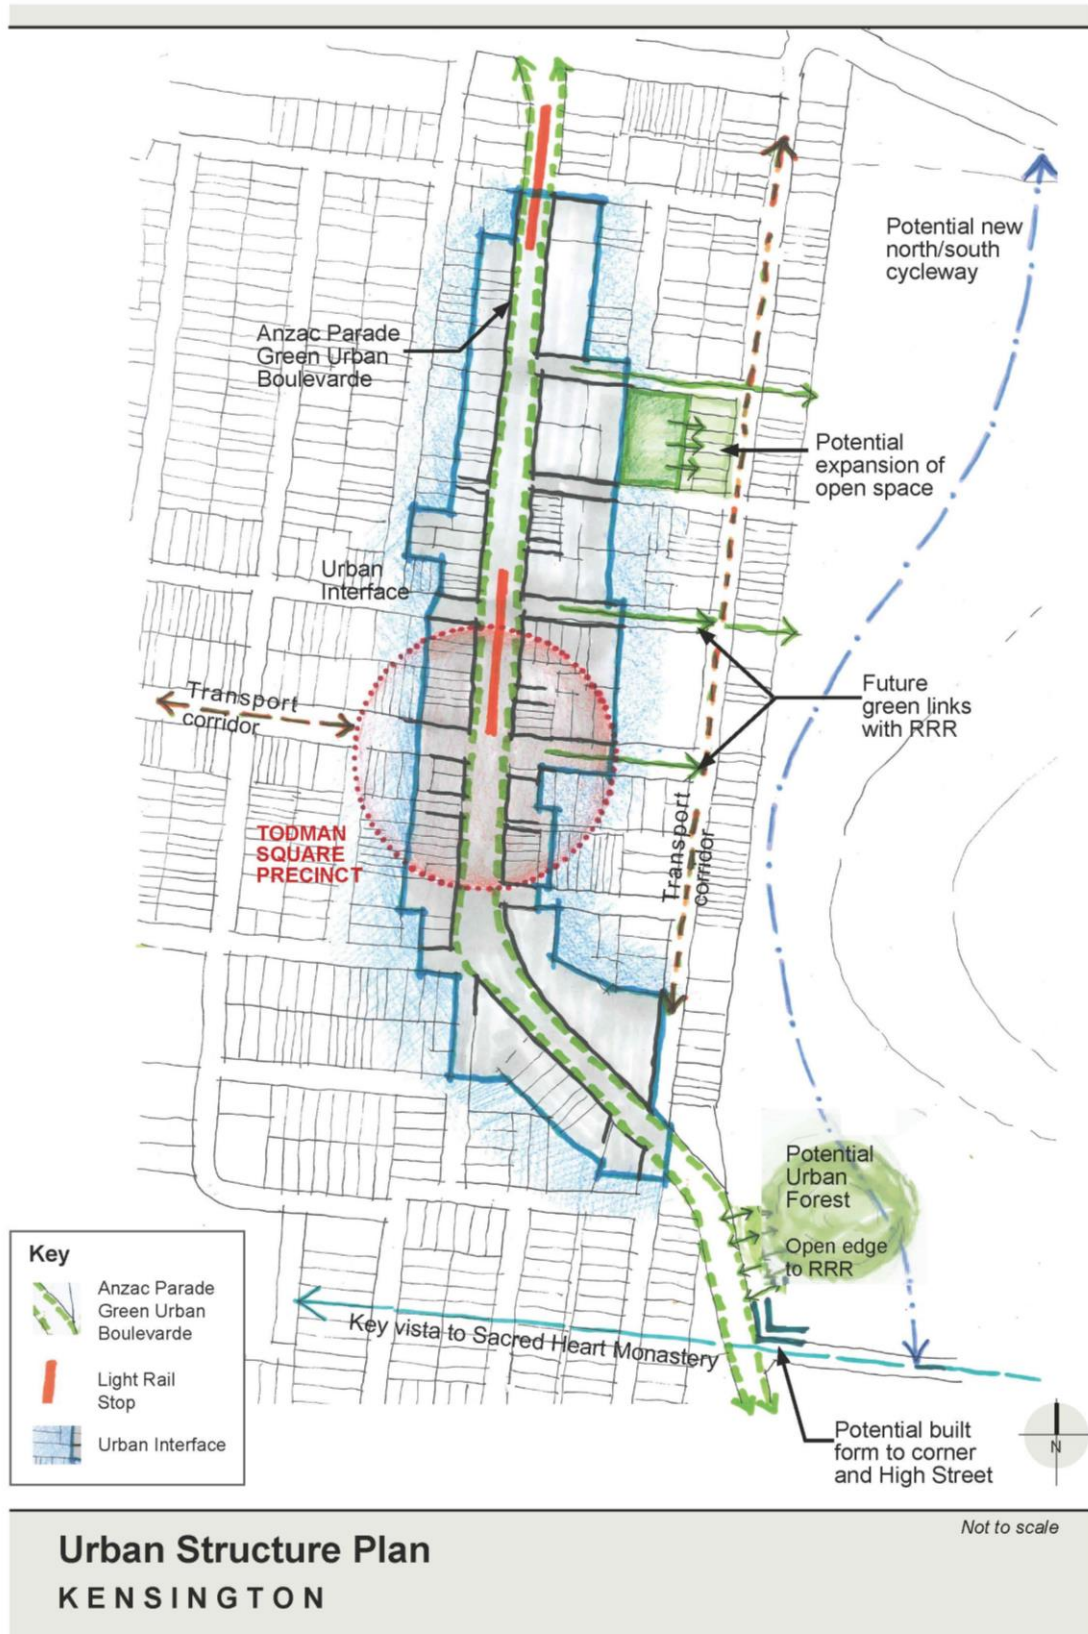 Potential new
north/south
cycleway
Anzac Parade
Green Urban
Boulevarde
Potential
expansion of
open space
Urban
Interface
Future
green links
with RRR
Transport
corridor
TODMAN
SQUARE
PRECINCT
Transport
corridor
Potential
Urban
Forest
Open edge
to RRR
Key vista to Sacred Heart Monastery
Potential built
form to corner
and High Street
N
Key
Anzac Parade
Green Urban
Boulevarde
Light Rail
Stop
Urban Interface
Not to scale
Urban Structure Plan
KENSINGTON